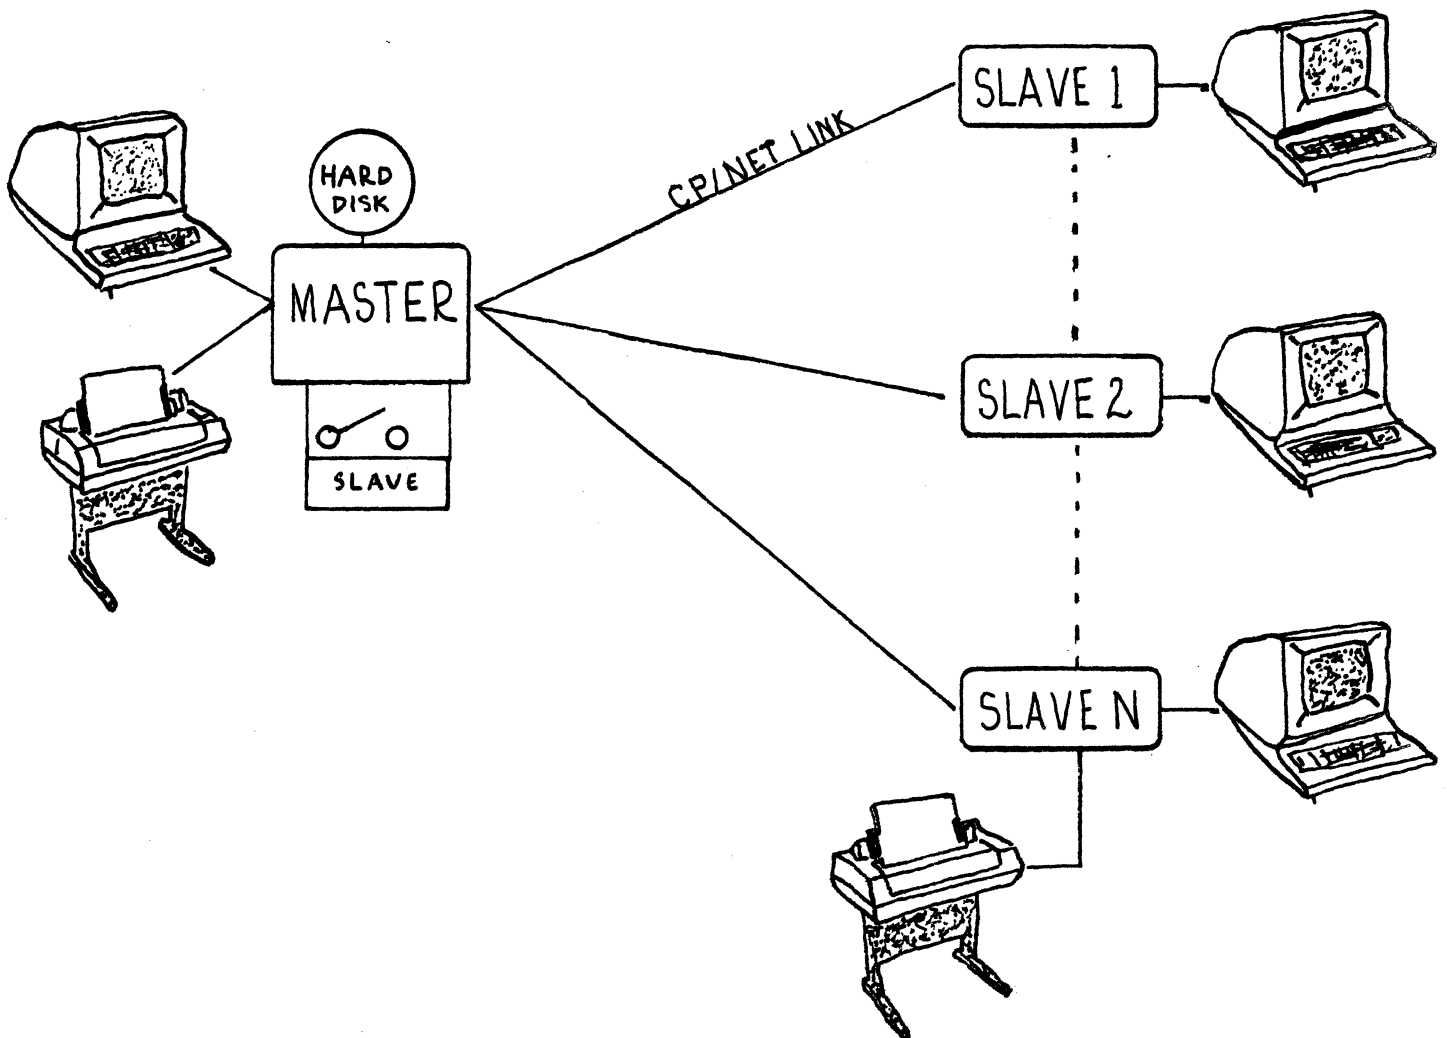 HARD
DISK
MASTER
SLAVE
CP/NET LINK
SLAVE 1
SLAVE 2
SLAVE N